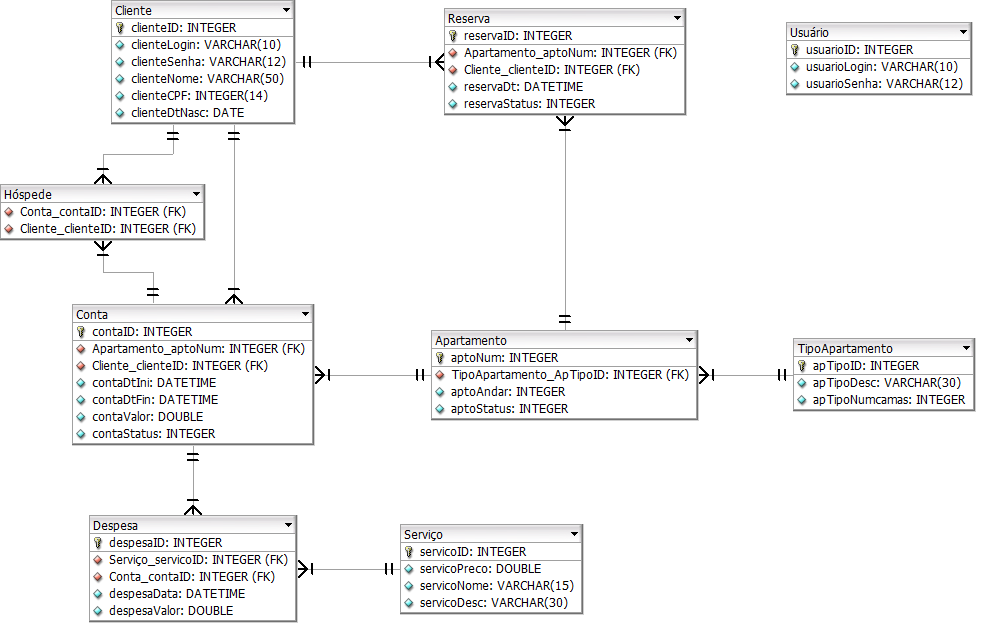 Cliente
clienteID: INTEGER
clienteLogin: VARCHAR(10)
clienteSenha: VARCHAR(12)
clienteNome: VARCHAR(50)
clienteCPF: INTEGER(14)
clienteDtNasc: DATE
Reserva
reservaID: INTEGER
Apartamento_aptoNum: INTEGER (FK)
Cliente_clienteID: INTEGER (FK)
reservaDt: DATETIME
reservaStatus: INTEGER
Usuário
usuarioID: INTEGER
usuarioLogin: VARCHAR(10)
usuarioSenha: VARCHAR(12)
Hóspede
Conta_contaID: INTEGER (FK)
Cliente_clienteID: INTEGER (FK)
Conta
contaID: INTEGER
Apartamento_aptoNum: INTEGER (FK)
Cliente_clienteID: INTEGER (FK)
contaDtIni: DATETIME
contaDtFin: DATETIME
contaValor: DOUBLE
contaStatus: INTEGER
Apartamento
aptoNum: INTEGER
TipoApartamento_ApTipoID: INTEGER (FK)
aptoAndar: INTEGER
aptoStatus: INTEGER
TipoApartamento
apTipoID: INTEGER
apTipoDesc: VARCHAR(30)
apTipoNumcamas: INTEGER
Despesa
despesaID: INTEGER
Serviço_servicoID: INTEGER (FK)
Conta_contaID: INTEGER (FK)
despesaData: DATETIME
despesaValor: DOUBLE
Serviço
servicoID: INTEGER
servicoPreco: DOUBLE
servicoNome: VARCHAR(15)
servicoDesc: VARCHAR(30)